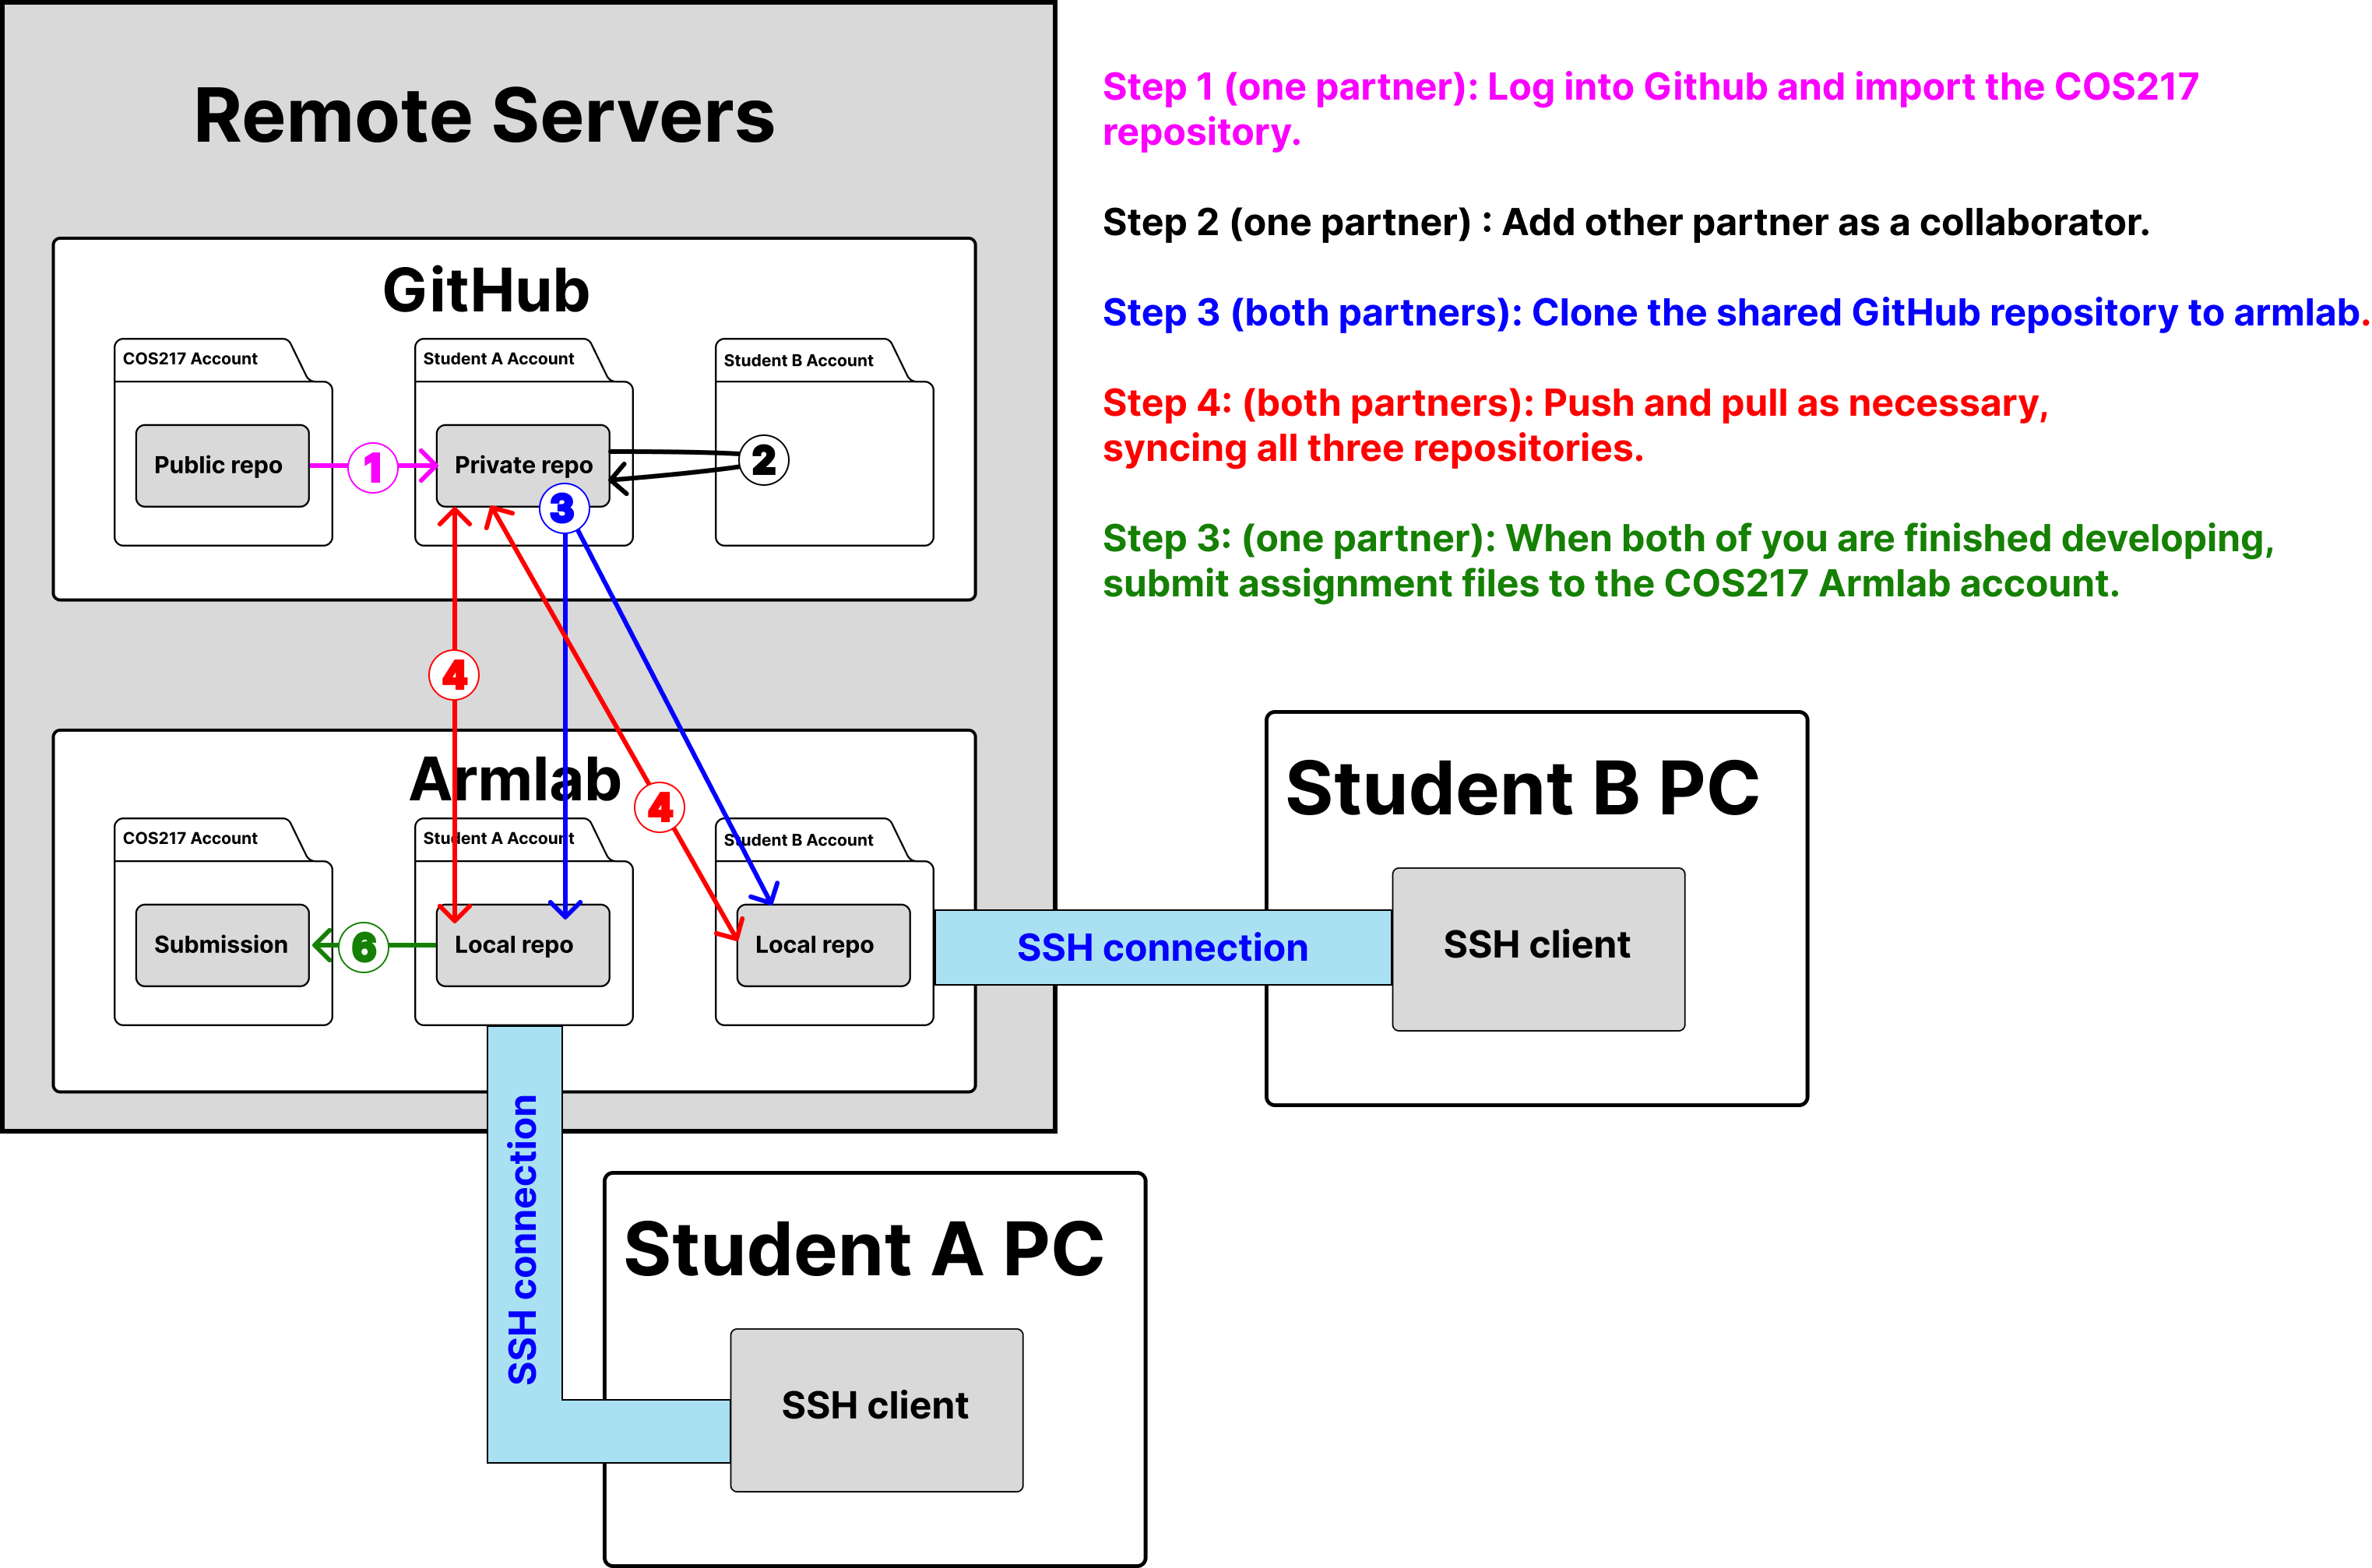 Remote Servers
Step 1 (one partner): Log into Github and import the COS217
repository.
Step 2 (one partner) : Add other partner as a collaborator.
Step 3 (both partners): Clone the shared GitHub repository to armlab.
Step 4: (both partners): Push and pull as necessary,
syncing all three repositories.
Step 3: (one partner): When both of you are finished developing,
submit assignment files to the COS217 Armlab account.
GitHub
COS217 Account
Student A Account
Student B Account
Public repo
1
Private repo
2
3
4
4
Armlab
COS217 Account
Student A Account
Student B Account
Submission
6
Local repo
Local repo
SSH connection
Student B PC
SSH client
SSH connection
Student A PC
SSH client